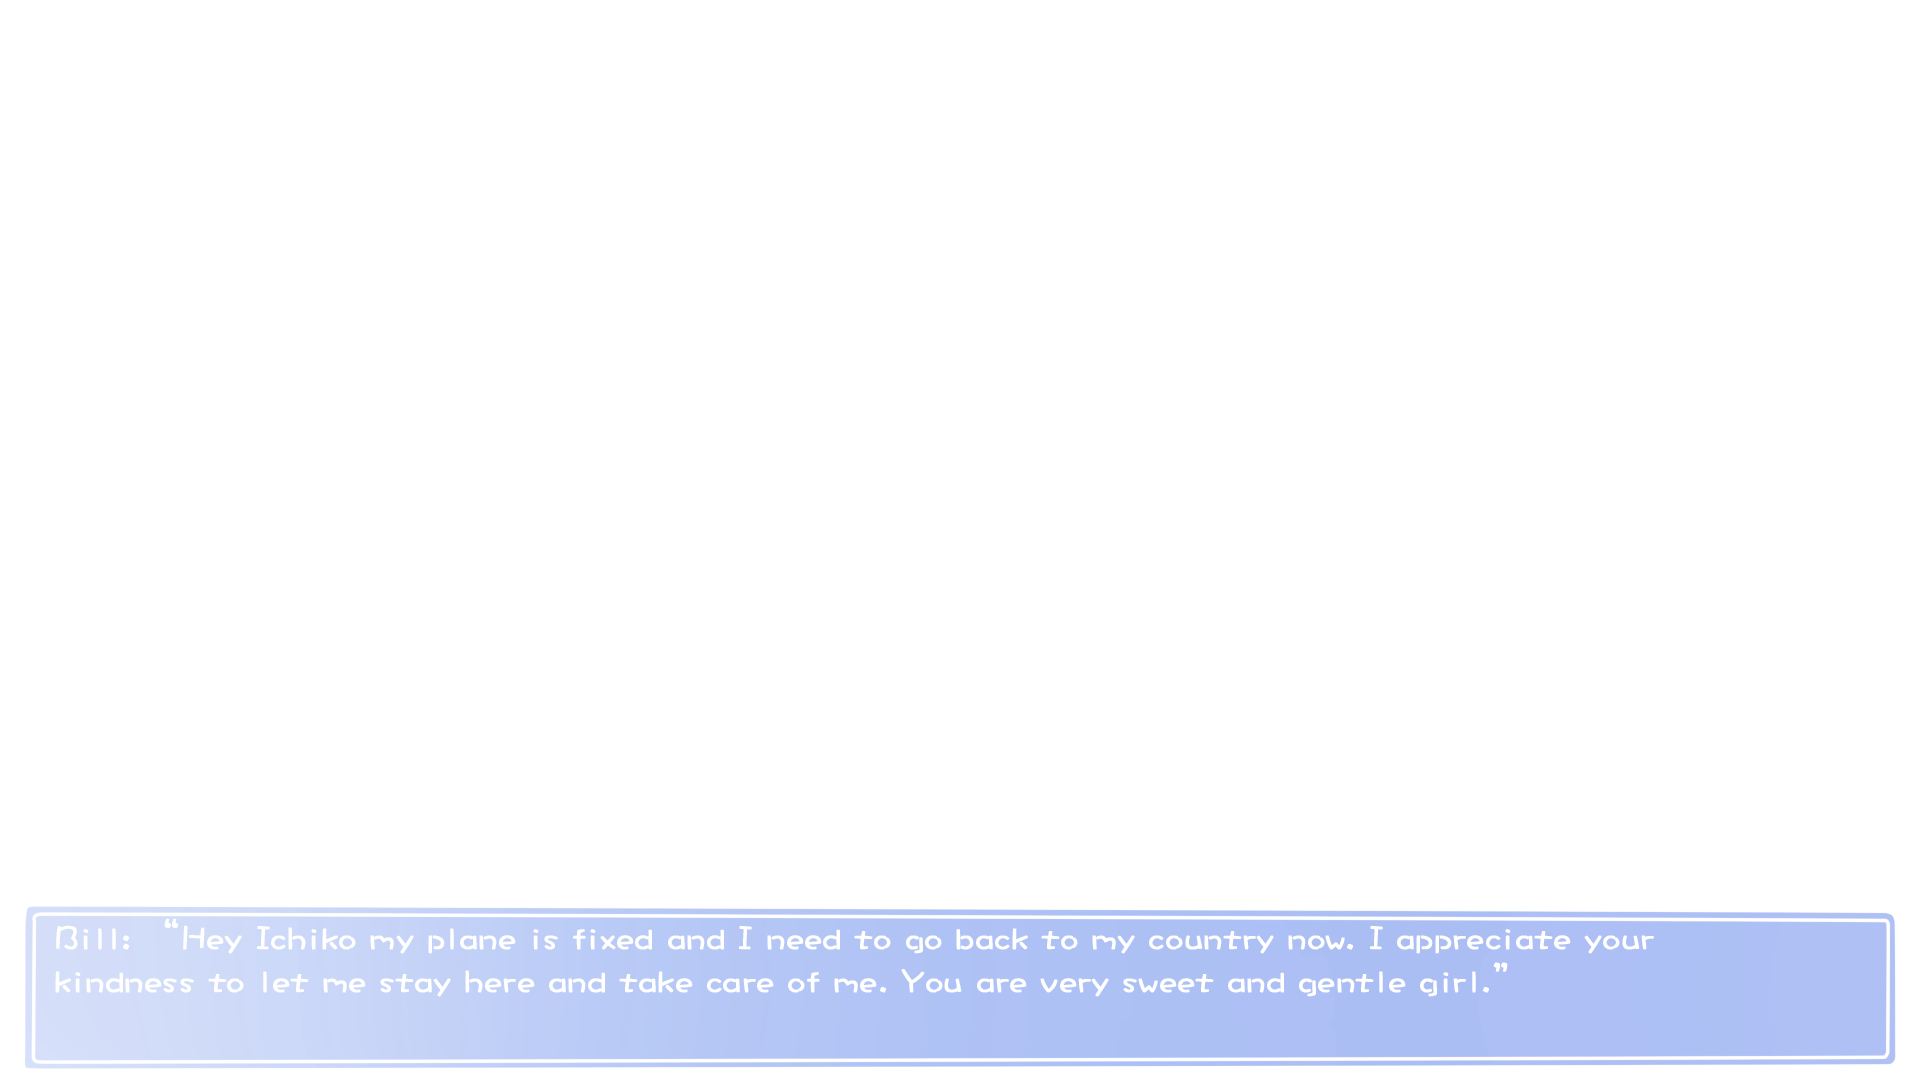 Bill: “Hey Ichiko my plane is fixed and I need to go back to my country now. I appreciate your
kindness to let me stay here and take care of me. You are very sweet and gentle girl.”